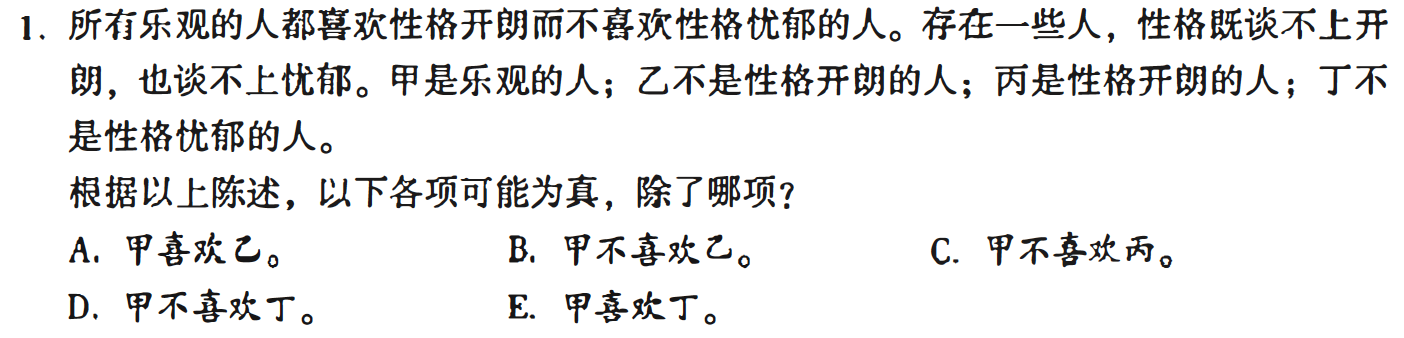 1. 所有乐观的人都喜欢性格开朗而不喜欢性格忧郁的人。存在一些人，性格既谈不上开
朗，也谈不上忧郁。甲是乐观的人；乙不是性格开朗的人；丙是性格开朗的人；丁不
是性格忧郁的人。
根据以上陈述，以下各项可能为真，除了哪项？
A. 甲喜欢乙。 B. 甲不喜欢乙。 C. 甲不喜欢丙。
D. 甲不喜欢丁。 E. 甲喜欢丁。